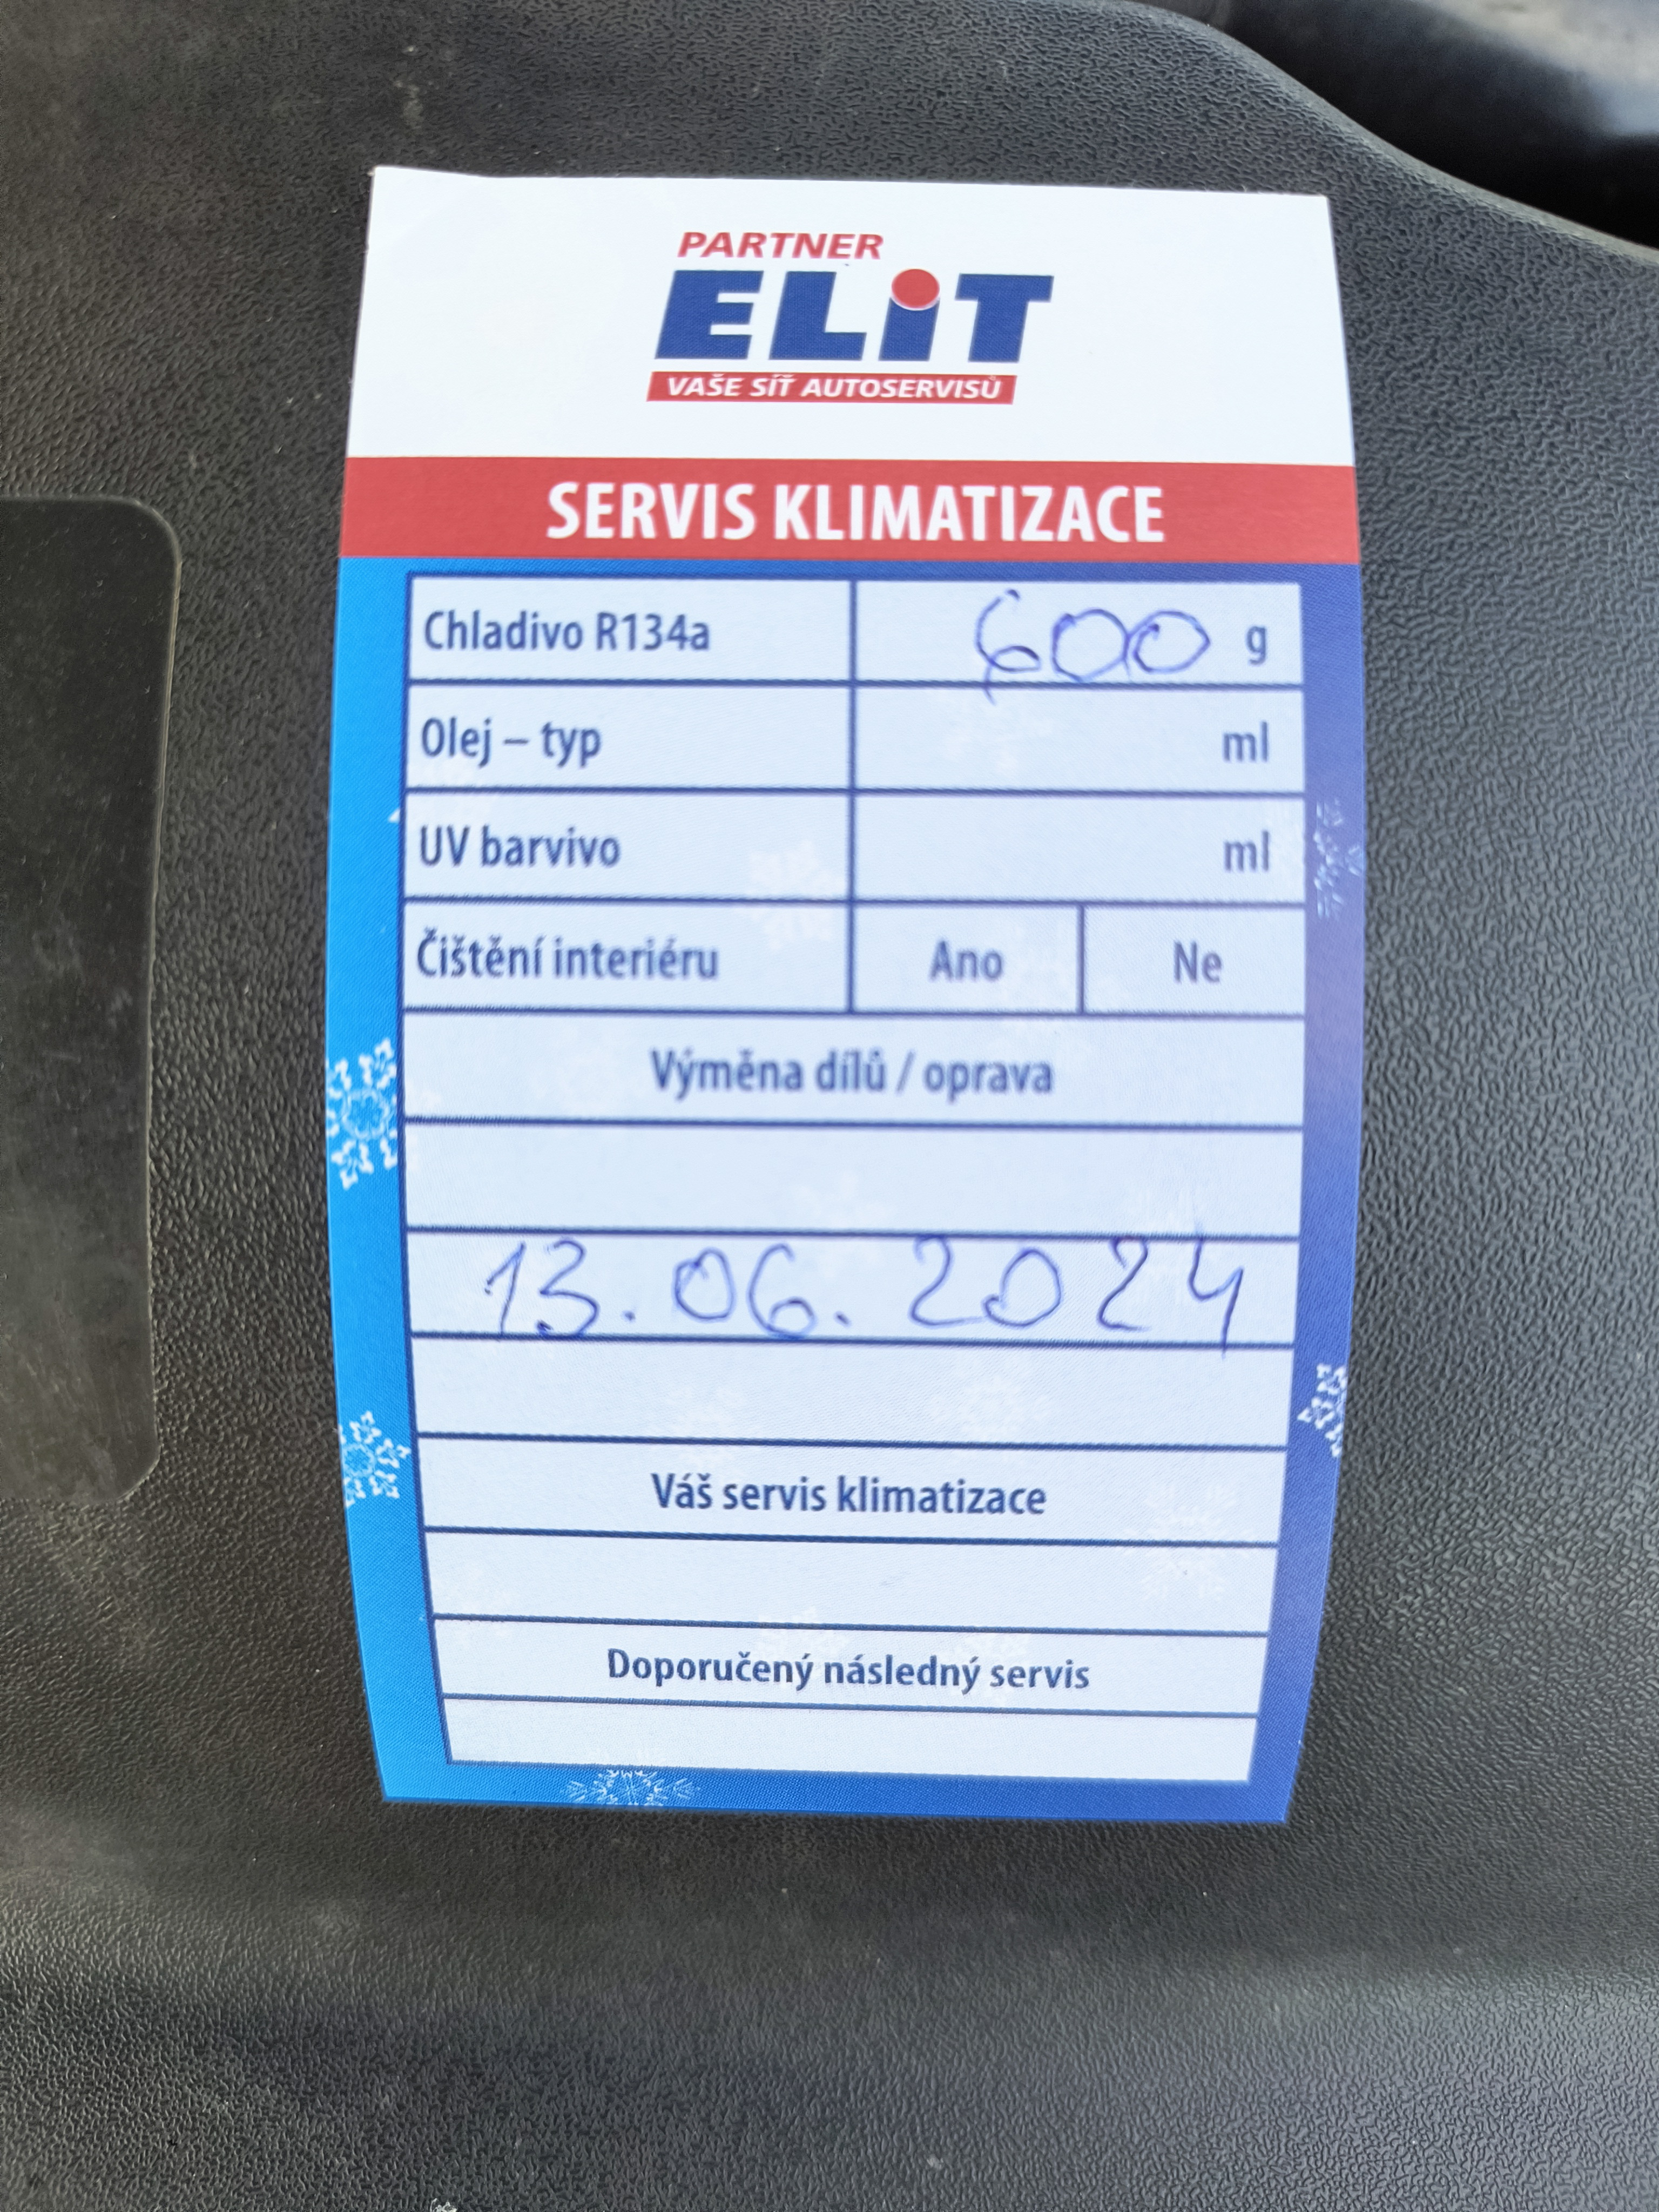 PARTNER
ELiT
VAŠE SÍŤ AUTOSERVISŮ
SERVIS KLIMATIZACE
Chladivo R134a 600 g
Olej – typ ml
UV barvivo ml
Čištění interiéru Ano Ne
Výměna dílů / oprava
13.06.2024
Váš servis klimatizace
Doporučený následný servis